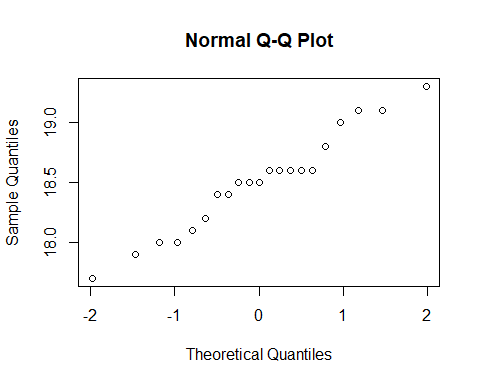 Normal Q-Q Plot
Sample Quantiles
19.0
18.5
18.0
-2 -1 0 1 2
Theoretical Quantiles